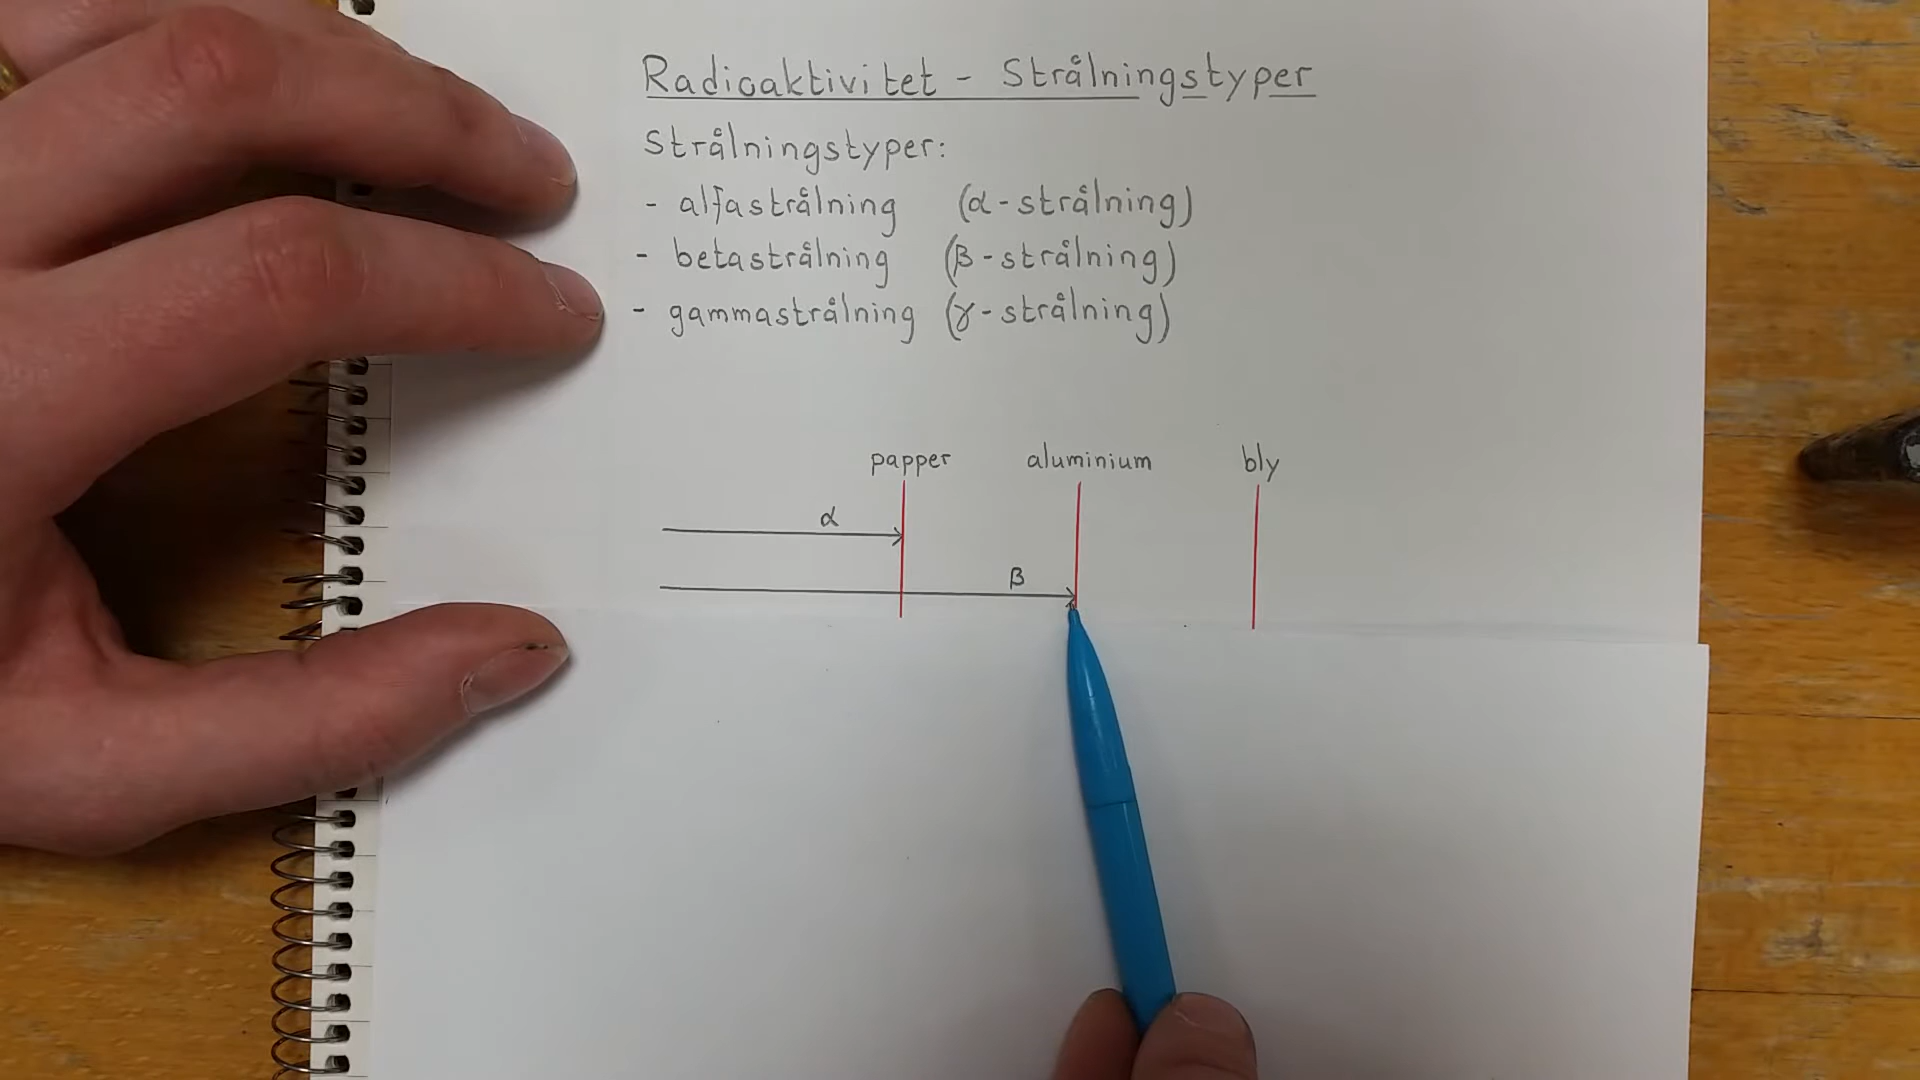 Radioaktivitet - Strålningstyper
Strålningstyper:
- alfastrålning (α-strålning)
- betastrålning (β-strålning)
- gammastrålning (γ-strålning)
papper aluminium bly
α
β